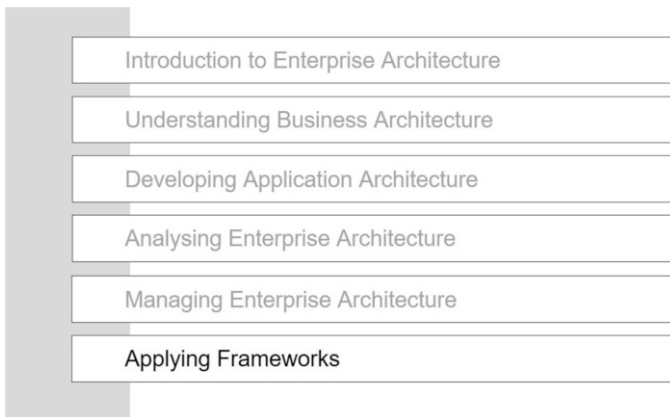 Introduction to Enterprise Architecture
Understanding Business Architecture
Developing Application Architecture
Analysing Enterprise Architecture
Managing Enterprise Architecture
Applying Frameworks